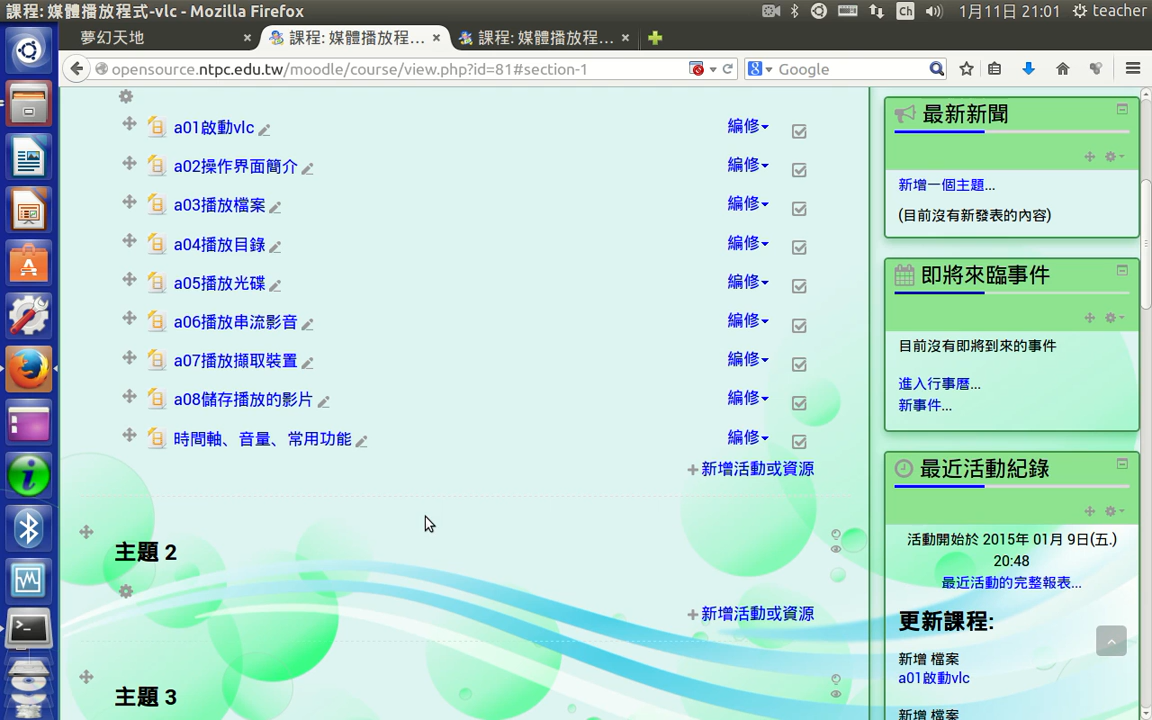 課程: 媒體播放程式-vlc - Mozilla Firefox
Ch
1月11日 21:01
teacher
夢幻天地
課程: 媒體播放程…
課程: 媒體播放程…
opensource.ntpc.edu.tw/moodle/course/view.php?id=81#section-1
Google
a01啟動vlc
編修
a02操作界面簡介
編修
a03播放檔案
編修
a04播放目錄
編修
a05播放光碟
編修
a06播放串流影音
編修
a07播放擷取裝置
編修
a08儲存播放的影片
編修
時間軸、音量、常用功能
編修
新增活動或資源
主題 2
新增活動或資源
主題 3
最新新聞
新增一個主題...
(目前沒有新發表的內容)
即將來臨事件
目前沒有即將到來的事件
進入行事曆...
新事件...
最近活動紀錄
活動開始於 2015年 01月 9日(五.)
20:48
最近活動的完整報表...
更新課程:
新增 檔案
a01啟動vlc
新增 檔案